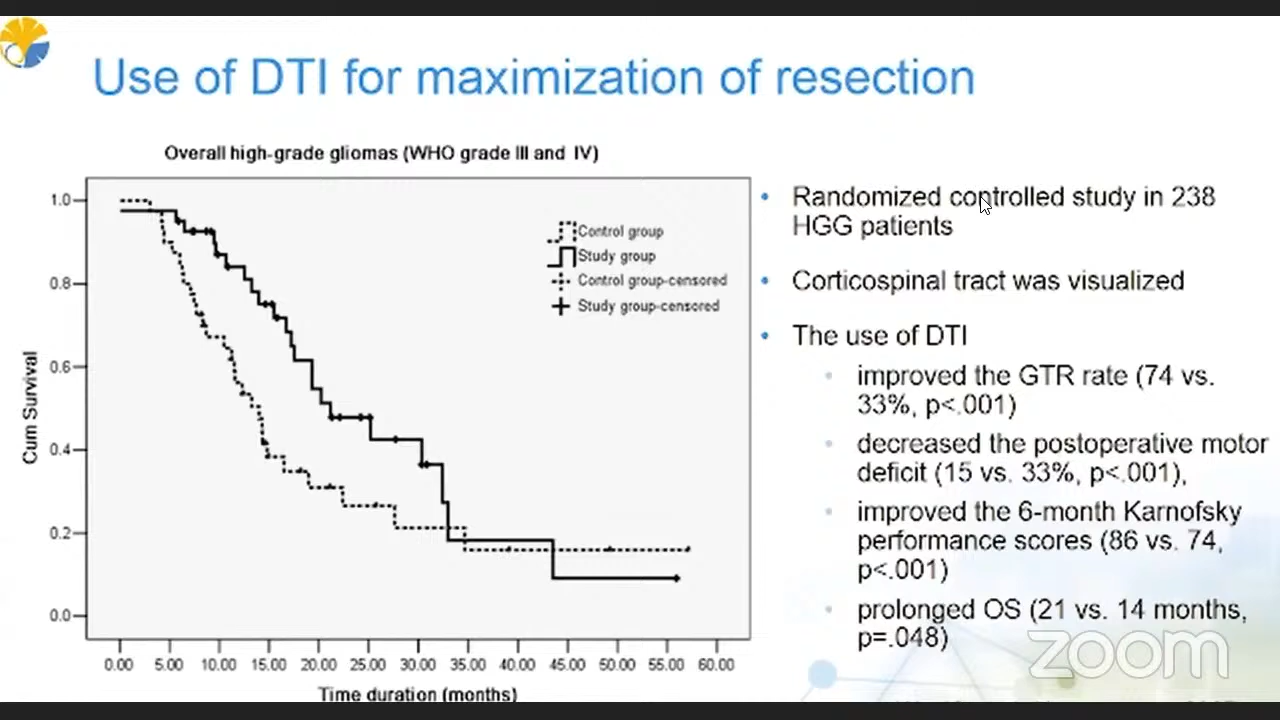 Use of DTI for maximization of resection
Overall high-grade gliomas (WHO grade III and IV)
Cum Survival
1.0
0.8
0.6
0.4
0.2
0.0
Control group
Study group
Control group-censored
Study group-censored
0.00 5.00 10.00 15.00 20.00 25.00 30.00 35.00 40.00 45.00 50.00 55.00 60.00
Time duration (months)
• Randomized controlled study in 238
HGG patients
• Corticospinal tract was visualized
• The use of DTI
• improved the GTR rate (74 vs.
33%, p<.001)
• decreased the postoperative motor
deficit (15 vs. 33%, p<.001),
• improved the 6-month Karnofsky
performance scores (86 vs. 74,
p<.001)
• prolonged OS (21 vs. 14 months,
p=.048)
zoom